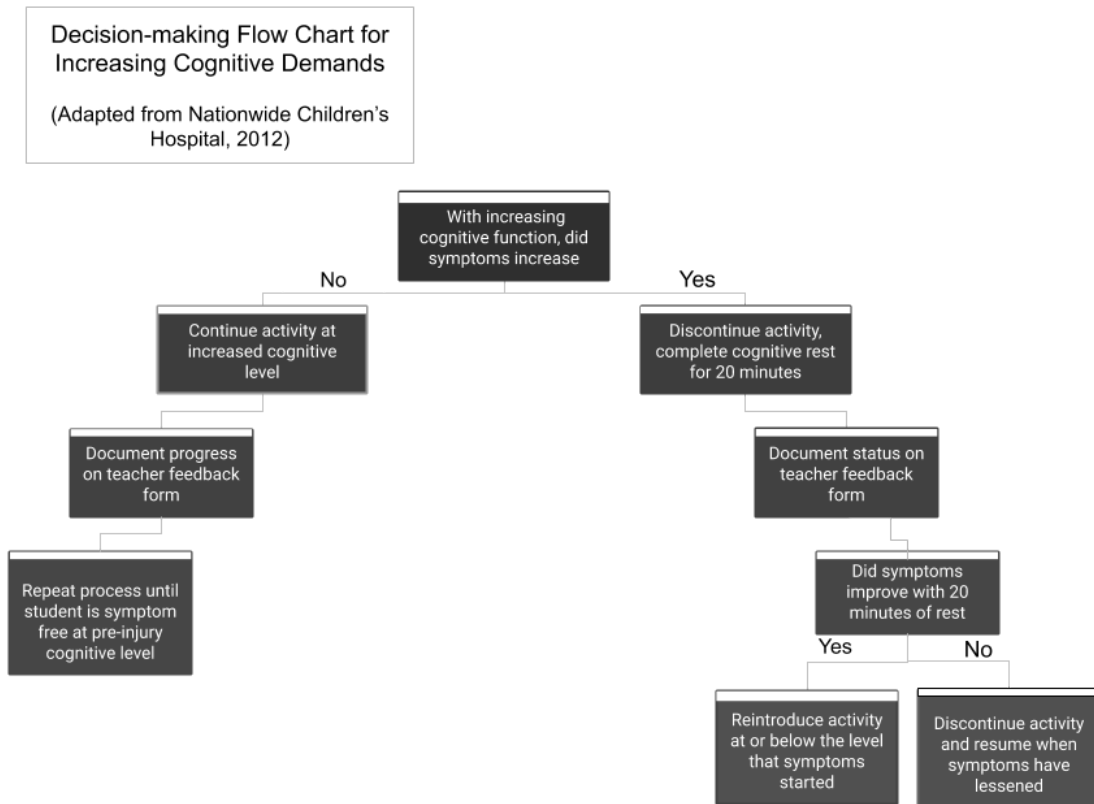 Decision-making Flow Chart for
Increasing Cognitive Demands
(Adapted from Nationwide Children's
Hospital, 2012)
With increasing
cognitive function, did
symptoms increase
No
Yes
Continue activity at
increased cognitive
level
Discontinue activity,
complete cognitive rest
for 20 minutes
Document progress
on teacher feedback
form
Document status on
teacher feedback
form
Repeat process until
student is symptom
free at pre-injury
cognitive level
Did symptoms
improve with 20
minutes of rest
Yes
No
Reintroduce activity
at or below the level
that symptoms
started
Discontinue activity
and resume when
symptoms have
lessened